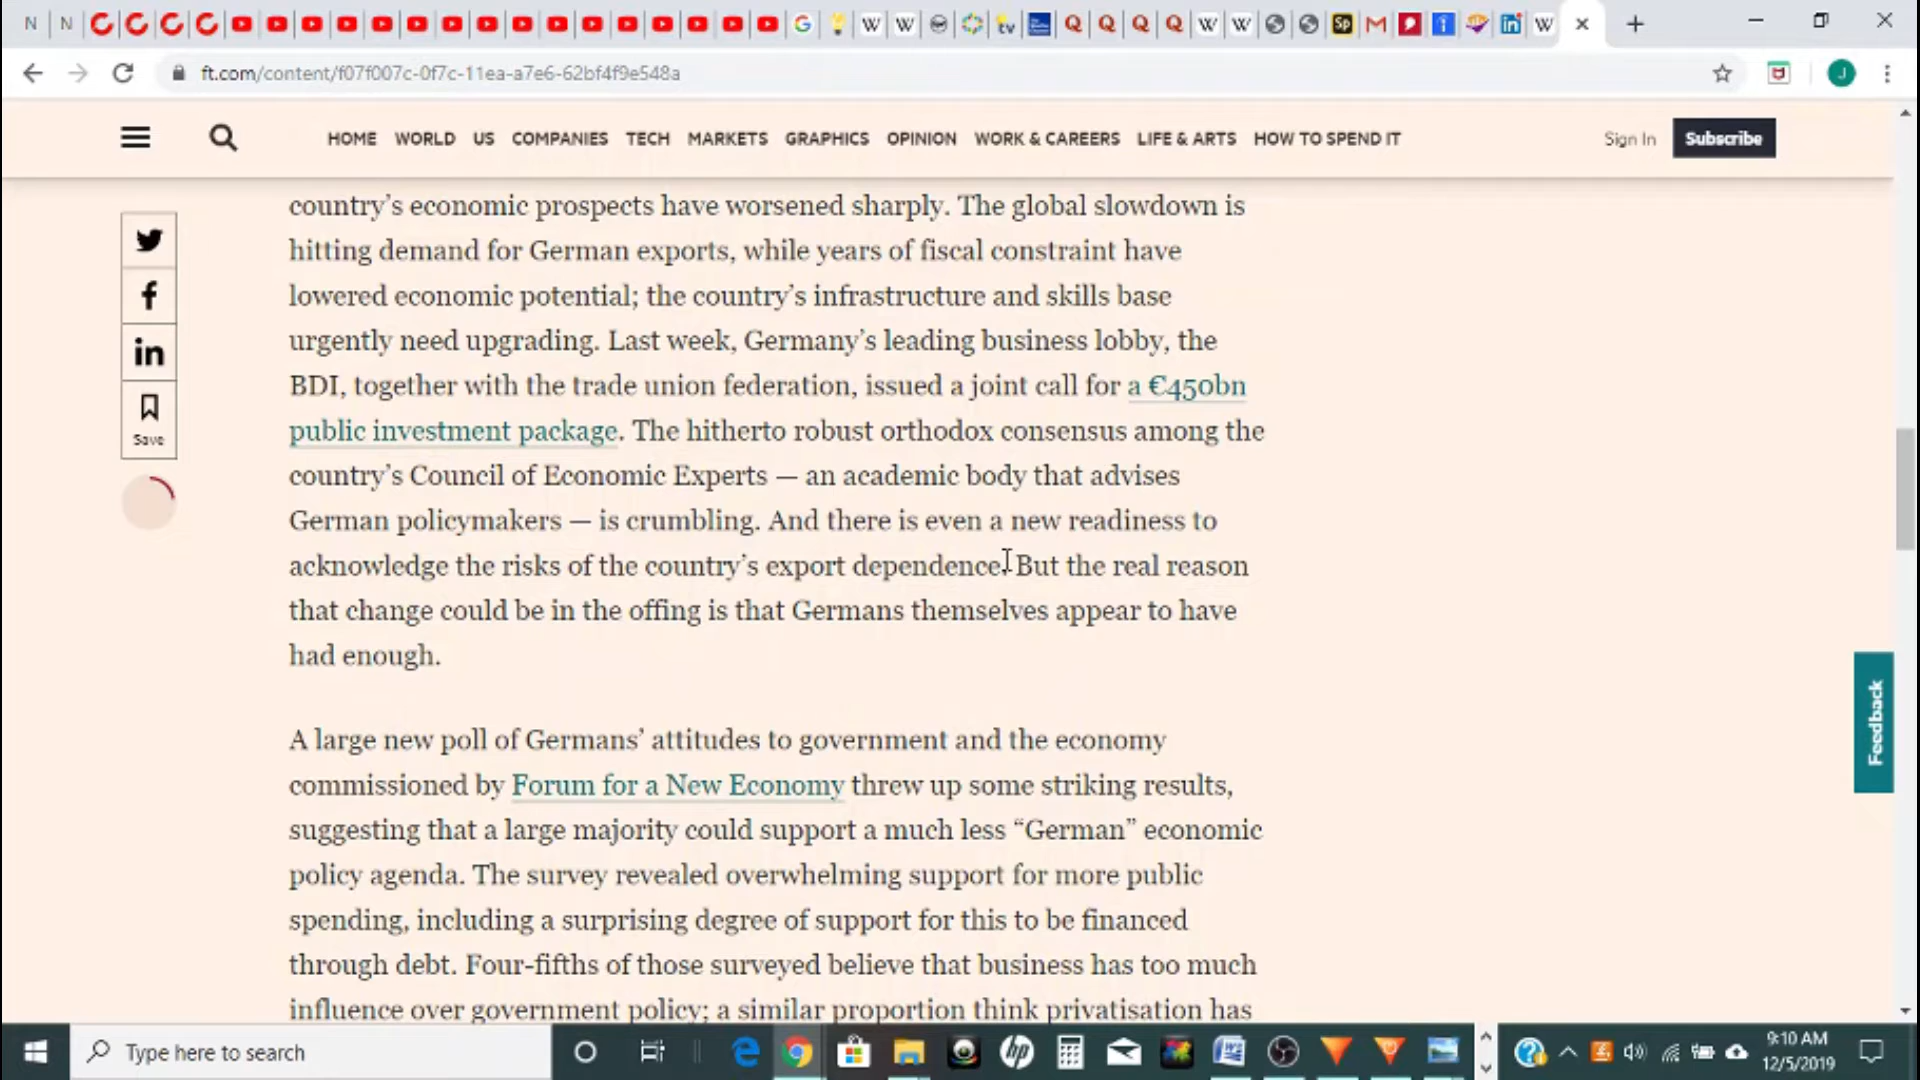 ft.com/content/f07f007c-0f7c-11ea-a7e6-62bf4f9e548a
HOME WORLD US COMPANIES TECH MARKETS GRAPHICS OPINION WORK & CAREERS LIFE & ARTS HOW TO SPEND IT Sign In Subscribe
country’s economic prospects have worsened sharply. The global slowdown is
hitting demand for German exports, while years of fiscal constraint have
lowered economic potential; the country’s infrastructure and skills base
urgently need upgrading. Last week, Germany’s leading business lobby, the
BDI, together with the trade union federation, issued a joint call for a €450bn
public investment package. The hitherto robust orthodox consensus among the
country’s Council of Economic Experts — an academic body that advises
German policymakers — is crumbling. And there is even a new readiness to
acknowledge the risks of the country’s export dependence. But the real reason
that change could be in the offing is that Germans themselves appear to have
had enough.
Save
A large new poll of Germans’ attitudes to government and the economy
commissioned by Forum for a New Economy threw up some striking results,
suggesting that a large majority could support a much less “German” economic
policy agenda. The survey revealed overwhelming support for more public
spending, including a surprising degree of support for this to be financed
through debt. Four-fifths of those surveyed believe that business has too much
influence over government policy; a similar proportion think privatisation has
Feedback
Type here to search
9:10 AM
12/5/2019